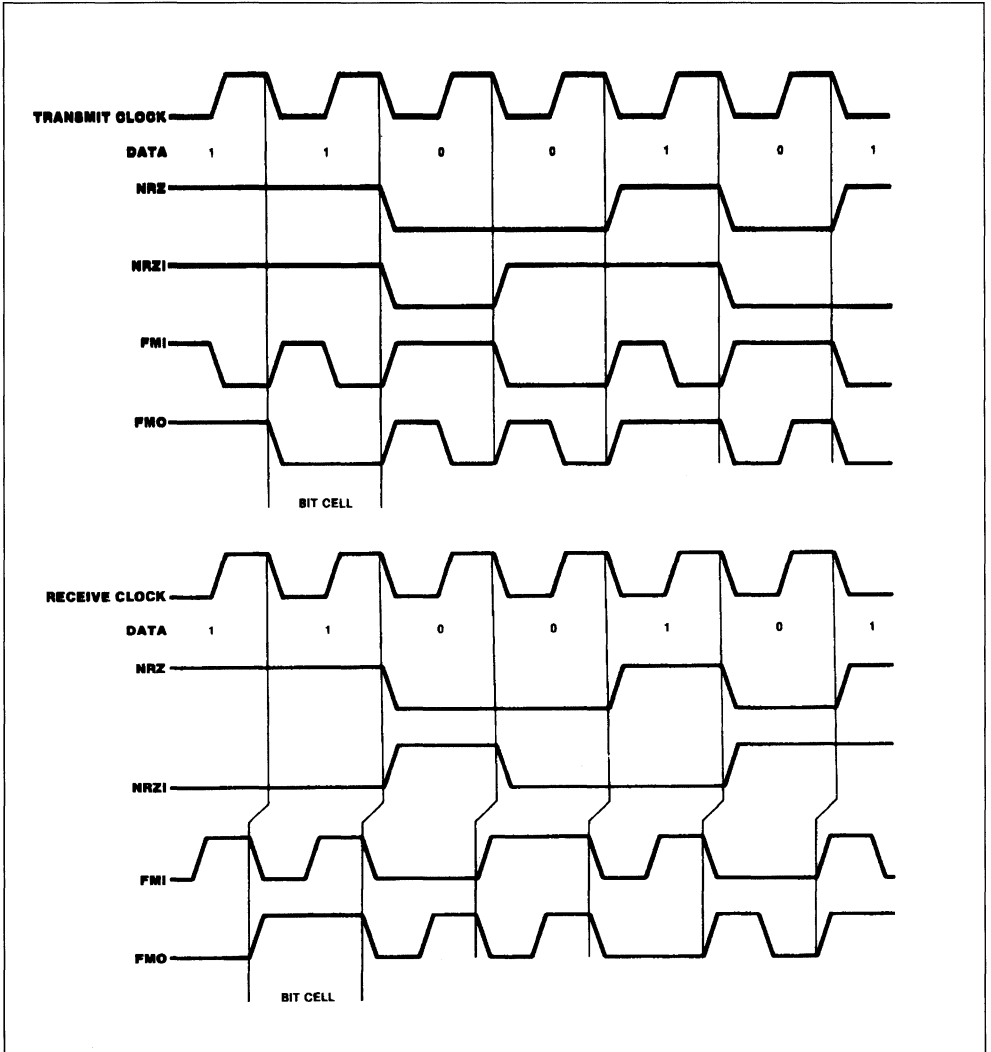 TRANSMIT CLOCK
DATA 1 1 0 0 1 0 1
NRZ
NRZI
FMI
FMO
BIT CELL
RECEIVE CLOCK
DATA 1 1 0 0 1 0 1
NRZ
NRZI
FMI
FMO
BIT CELL